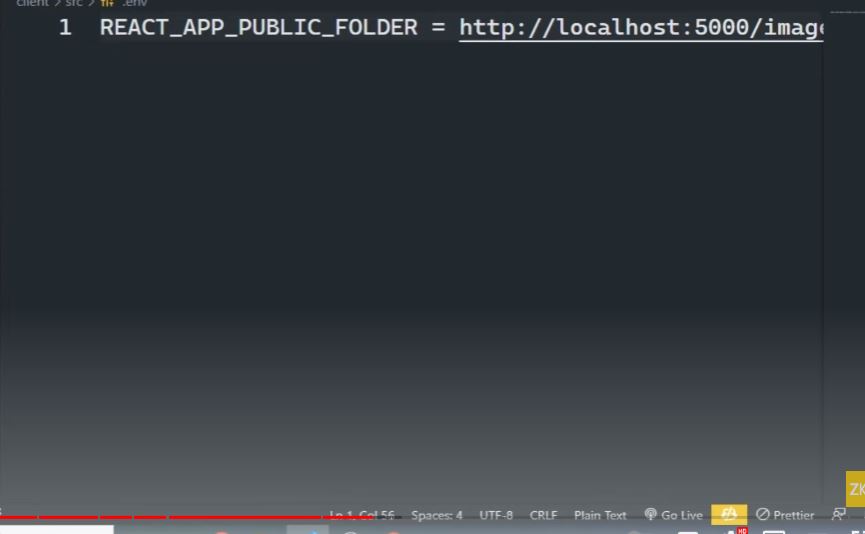 client > src > .env
1 REACT_APP_PUBLIC_FOLDER = http://localhost:5000/image
Ln 1, Col 56 Spaces: 4 UTF-8 CRLF Plain Text Go Live Prettier
ZK
HD